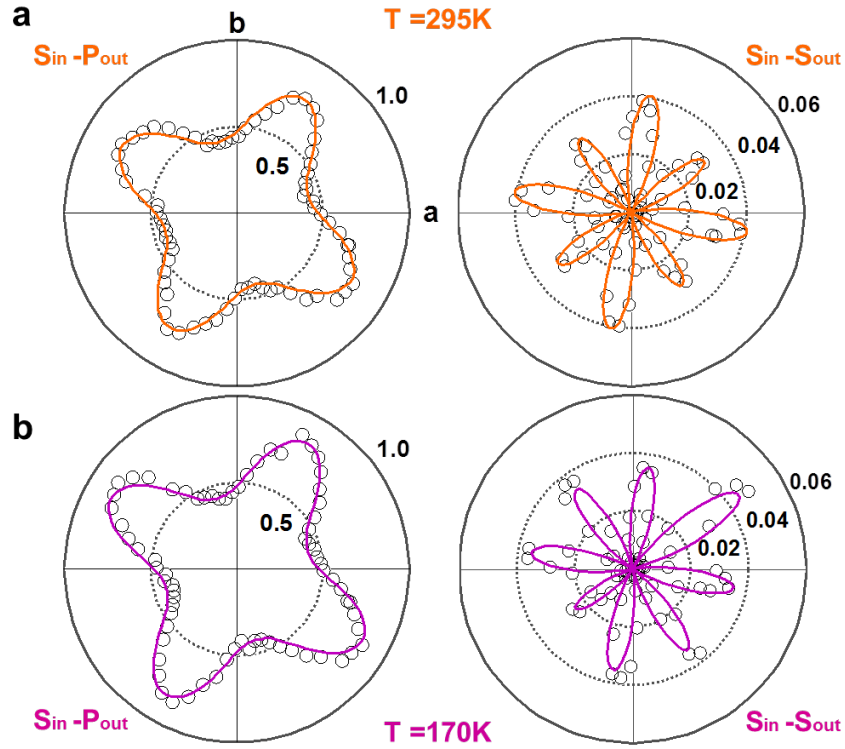 a
T =295K
b
Sin -Pout
Sin -Sout
1.0
0.06
0.5
0.04
0.02
a
b
1.0
0.06
0.5
0.04
0.02
Sin -Pout
T =170K
Sin -Sout